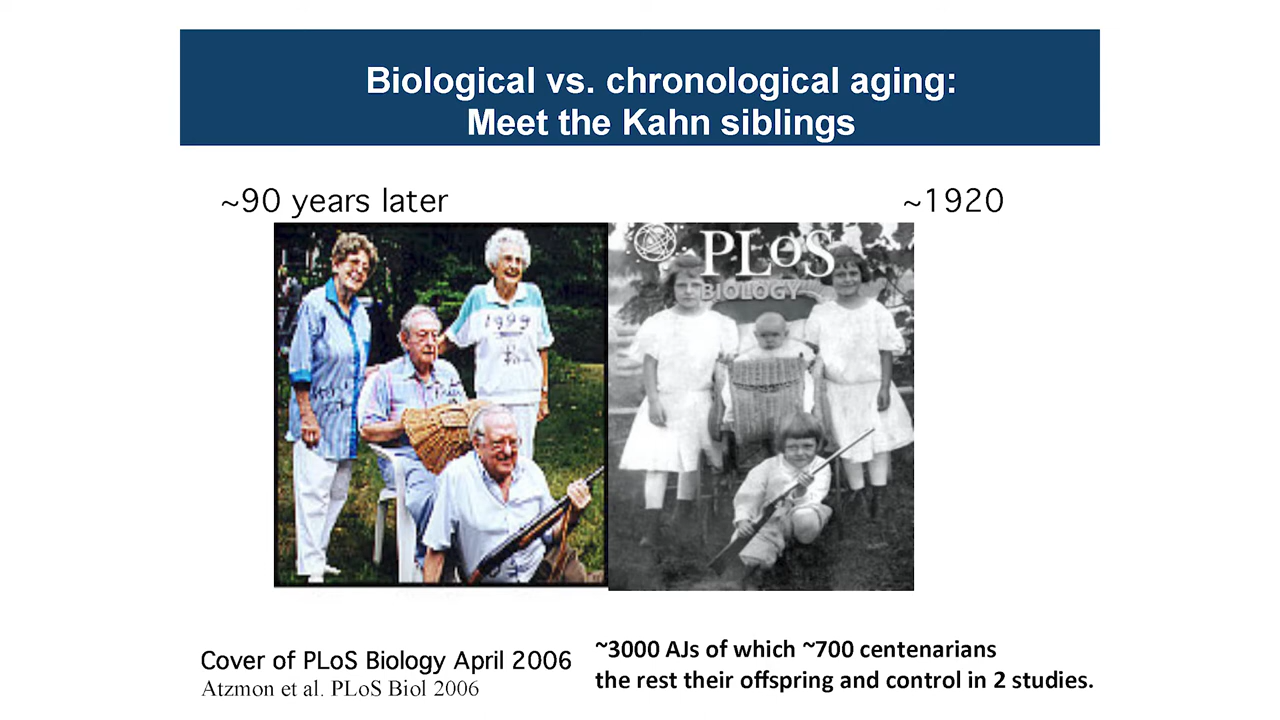 Biological vs. chronological aging:
Meet the Kahn siblings
~90 years later
~1920
1999
PLoS
BIOLOGY
Cover of PLoS Biology April 2006
Atzmon et al. PLoS Biol 2006
~3000 AJs of which ~700 centenarians
the rest their offspring and control in 2 studies.